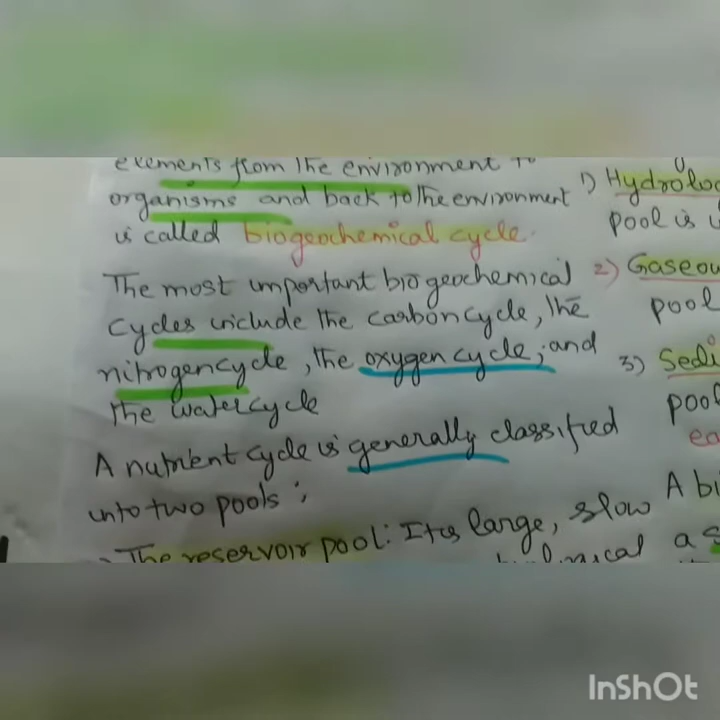 elements from the environment to
organisms and back to the environment
is called biogeochemical cycle.
The most important biogeochemical
cycles include the carbon cycle, the
nitrogen cycle, the oxygen cycle, and
the water cycle
A nutrient cycle is generally classified
into two pools:
The reservoir pool: Its large, slow
1) Hydrolo
pool is
2) Gaseou
pool
3) Sedi
pool
ea
A bi
a
InShOt